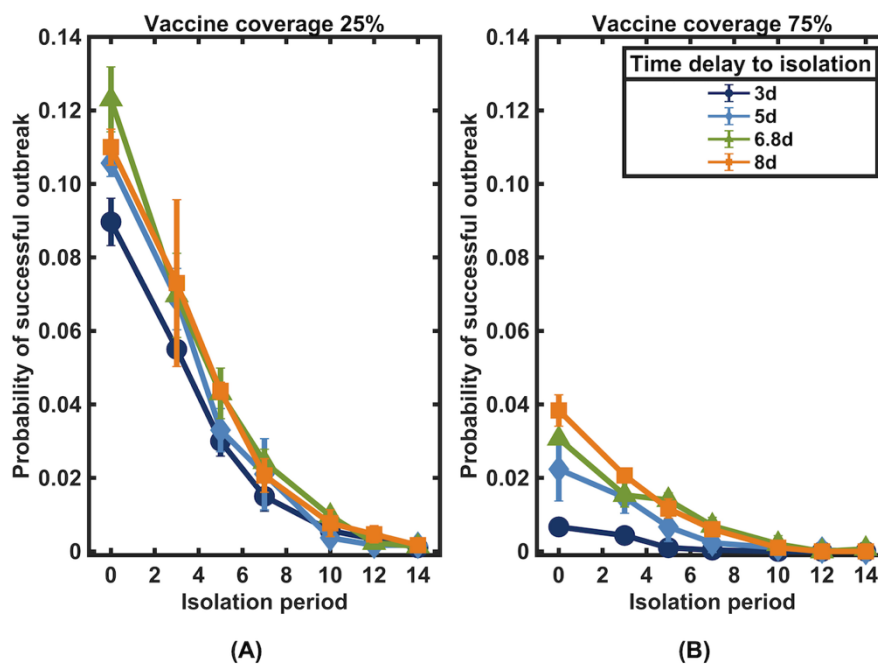 Vaccine coverage 25%
0.14
0.12
0.10
0.08
0.06
0.04
0.02
0
Probability of successful outbreak
0 2 4 6 8 10 12 14
Isolation period
(A)
Vaccine coverage 75%
0.14
0.12
0.10
0.08
0.06
0.04
0.02
0
Probability of successful outbreak
Time delay to isolation
3d
5d
6.8d
8d
0 2 4 6 8 10 12 14
Isolation period
(B)